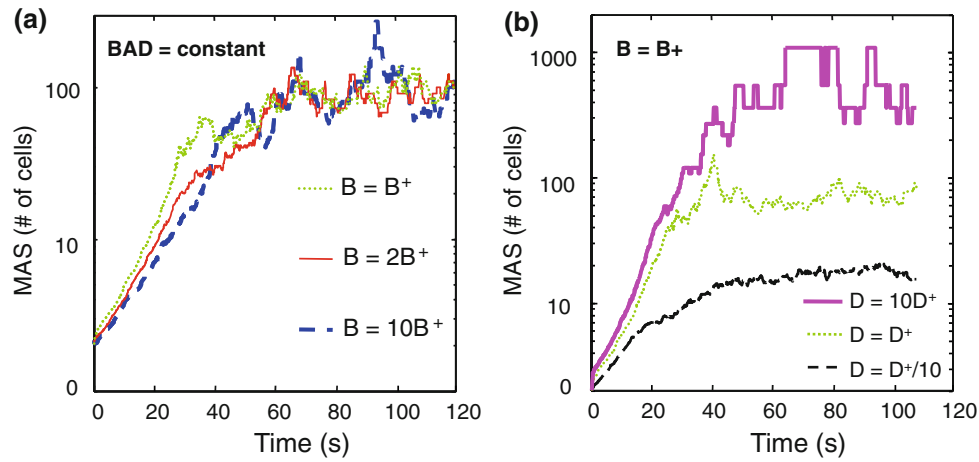 (a)
BAD = constant
MAS (# of cells)
100
10
0
B = B⁺
B = 2B⁺
B = 10B⁺
0 20 40 60 80 100 120
Time (s)
(b)
B = B+
MAS (# of cells)
1000
100
10
0
D = 10D⁺
D = D⁺
D = D⁺/10
0 20 40 60 80 100 120
Time (s)